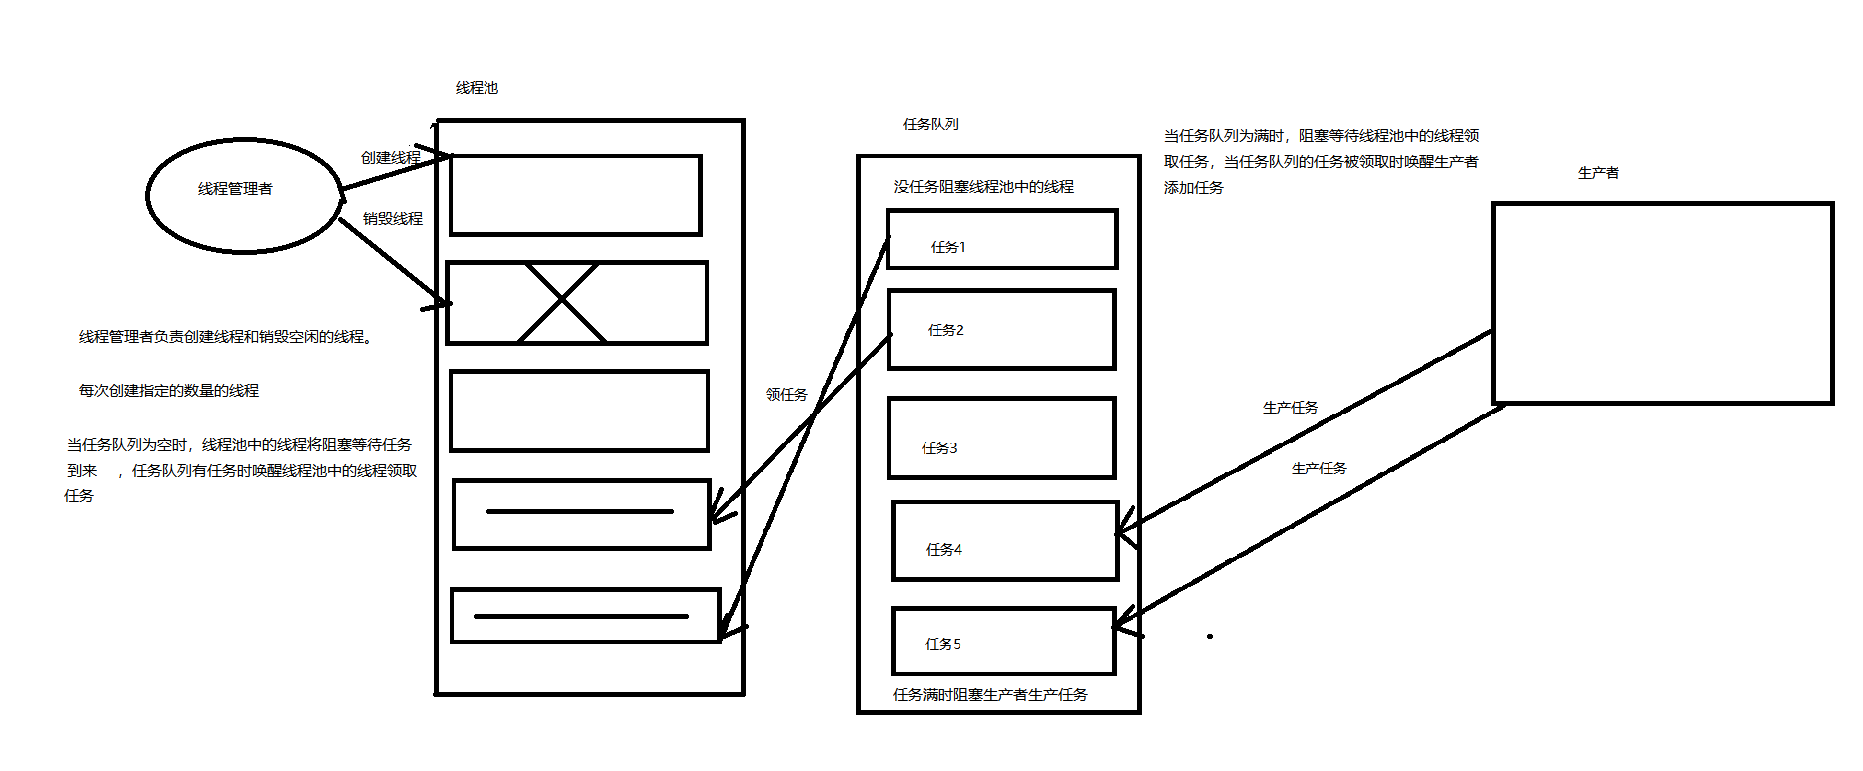 线程池
任务队列
当任务队列为满时，阻塞等待线程池中的线程领
取任务，当任务队列的任务被领取时唤醒生产者
添加任务
生产者
创建线程
线程管理者
销毁线程
没任务阻塞线程池中的线程
任务1
任务2
线程管理者负责创建线程和销毁空闲的线程。
每次创建指定的数量的线程
领任务
生产任务
当任务队列为空时，线程池中的线程将阻塞等待任务
到来 ，任务队列有任务时唤醒线程池中的线程领取
任务
任务3
生产任务
任务4
任务5
任务满时阻塞生产者生产任务